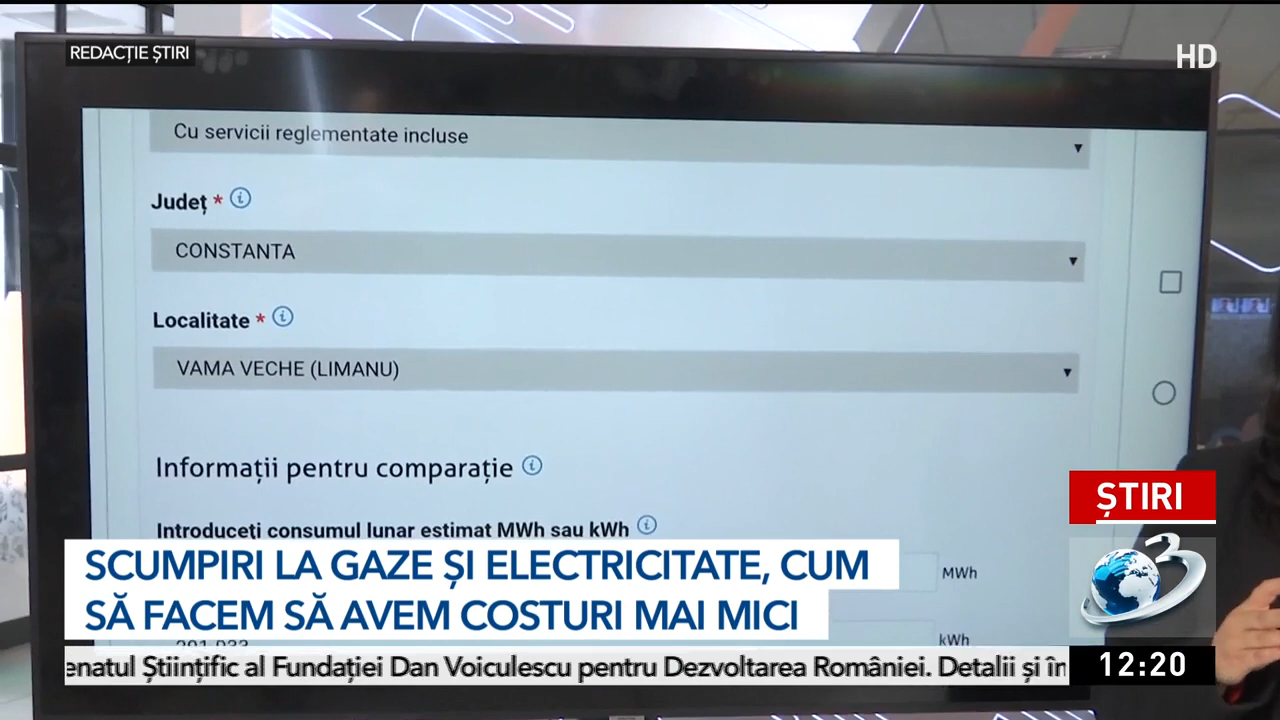 REDACȚIE ȘTIRI
HD
Cu servicii reglementate incluse
Județ *
CONSTANTA
Localitate *
VAMA VECHE (LIMANU)
Informații pentru comparație
Introduceți consumul lunar estimat MWh sau kWh
MWh
kWh
ȘTIRI
3
SCUMPIRI LA GAZE ȘI ELECTRICITATE, CUM
SĂ FACEM SĂ AVEM COSTURI MAI MICI
enatul Științific al Fundației Dan Voiculescu pentru Dezvoltarea României. Detalii și în
12:20